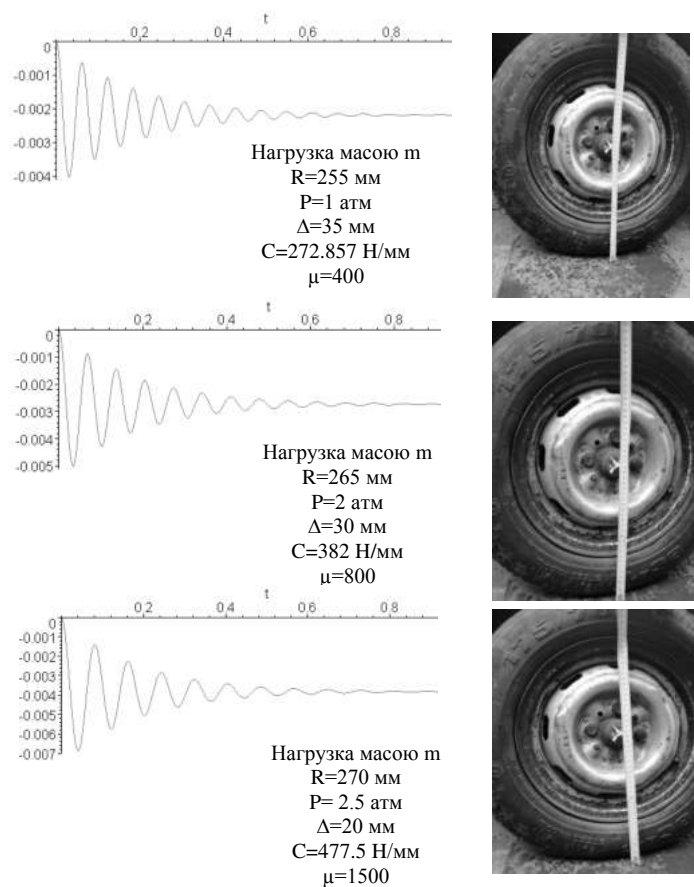 t
0,2 0.4 0.6 0.8
0
-0.001
-0.002
-0.003
-0.004
Нагрузка масою m
R=255 мм
P=1 атм
Δ=35 мм
C=272.857 Н/мм
μ=400
t
0.2 0.4 0.6 0.8
0
-0.001
-0.002
-0.003
-0.004
-0.005
Нагрузка масою m
R=265 мм
P=2 атм
Δ=30 мм
C=382 Н/мм
μ=800
t
0.2 0.4 0.6 0.8
0
-0.001
-0.002
-0.003
-0.004
-0.005
-0.006
-0.007
Нагрузка масою m
R=270 мм
P= 2.5 атм
Δ=20 мм
C=477.5 Н/мм
μ=1500